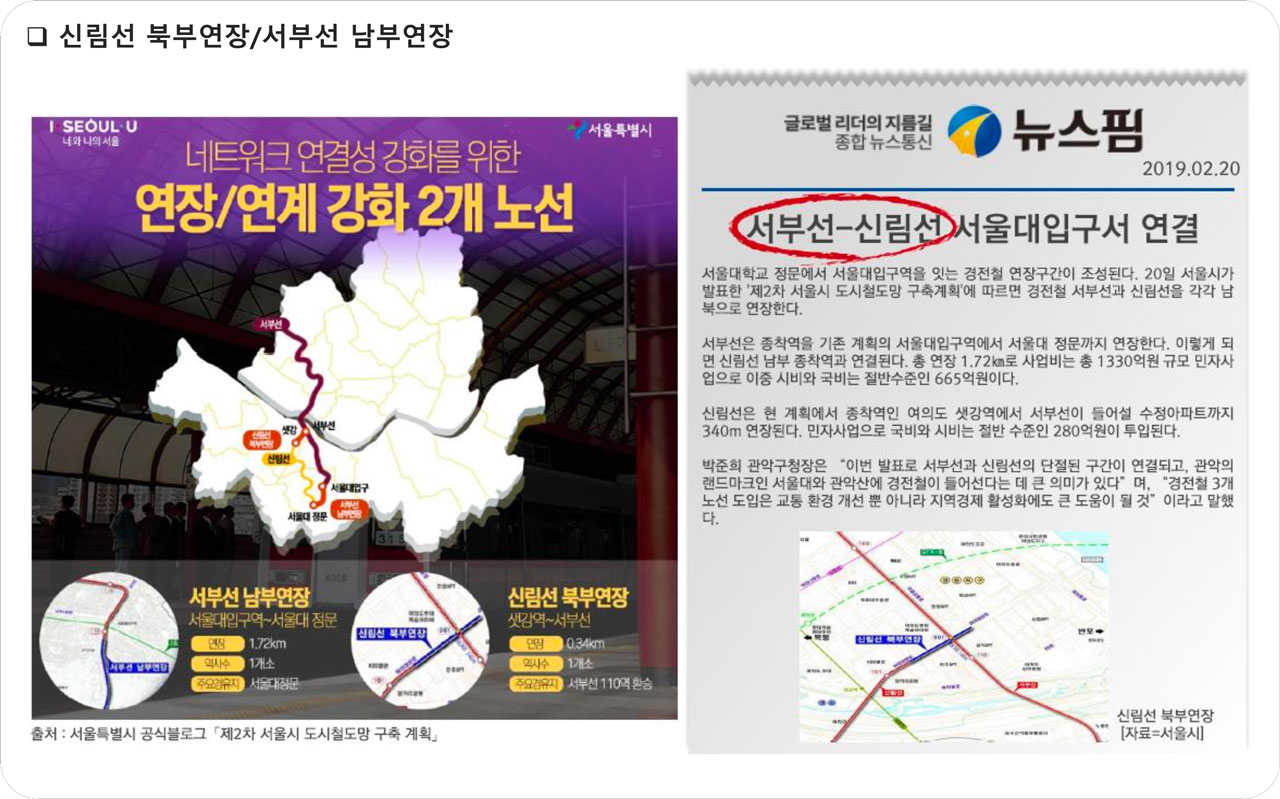 ❑ 신림선 북부연장/서부선 남부연장
I·SEOUL·U
너와 나의 서울
서울특별시
네트워크 연결성 강화를 위한
연장/연계 강화 2개 노선
서부선
샛강
서부선
신림선
북부연장
신림선
서울대입구
서울대 정문
서부선
남부연장
서부선 남부연장
서부선 남부연장
서울대입구역~서울대 정문
연장 1.72km
역사수 1개소
주요경유지 서울대정문
신림선 북부연장
신림선 북부연장
샛강역~서부선
연장 0.34km
역사수 1개소
주요경유지 서부선 110역 환승
출처 : 서울특별시 공식블로그 「제2차 서울시 도시철도망 구축 계획」
글로벌 리더의 지름길
종합 뉴스통신
뉴스핌
2019.02.20
서부선-신림선 서울대입구서 연결
서울대학교 정문에서 서울대입구역을 잇는 경전철 연장구간이 조성된다. 20일 서울시가
발표한 '제2차 서울시 도시철도망 구축계획'에 따르면 경전철 서부선과 신림선을 각각 남
북으로 연장한다.
서부선은 종착역을 기존 계획의 서울대입구역에서 서울대 정문까지 연장한다. 이렇게 되
면 신림선 남부 종착역과 연결된다. 총 연장 1.72㎞로 사업비는 총 1330억원 규모 민자사
업으로 이중 시비와 국비는 절반수준인 665억원이다.
신림선은 현 계획에서 종착역인 여의도 샛강역에서 서부선이 들어설 수정아파트까지
340m 연장된다. 민자사업으로 국비와 시비는 절반 수준인 280억원이 투입된다.
박준희 관악구청장은 “이번 발표로 서부선과 신림선의 단절된 구간이 연결되고, 관악의
랜드마크인 서울대와 관악산에 경전철이 들어선다는 데 큰 의미가 있다” 며, “경전철 3개
노선 도입은 교통 환경 개선 뿐 아니라 지역경제 활성화에도 큰 도움이 될 것” 이라고 말했
다.
신림선 북부연장
서부선
신림선 북부연장
[자료=서울시]